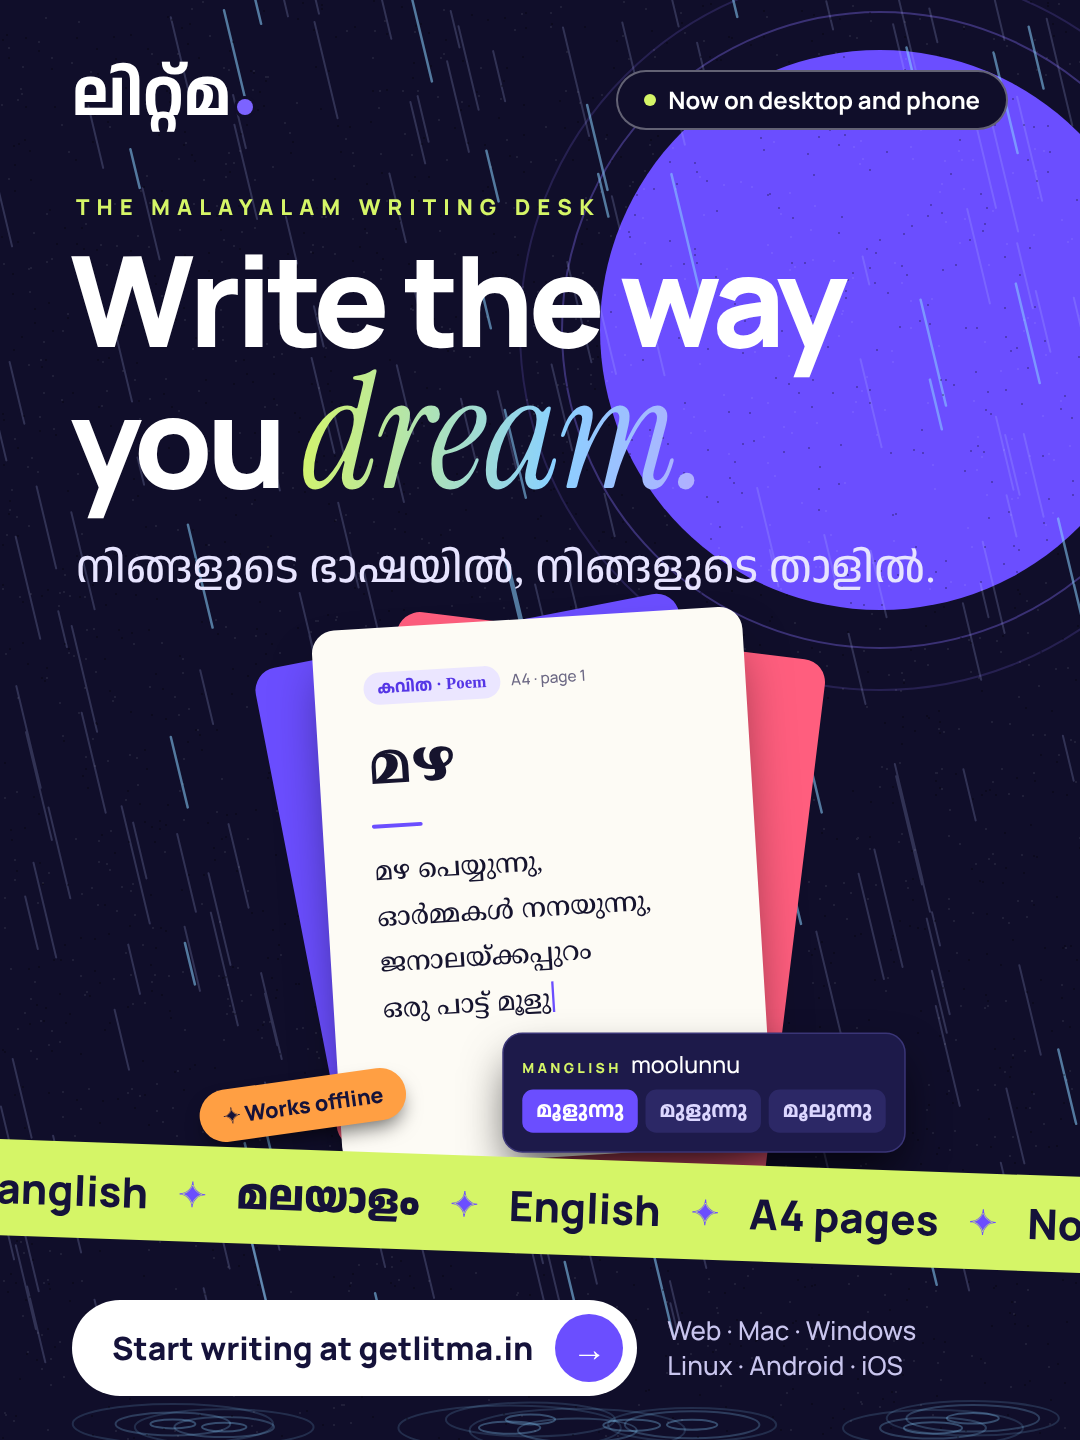 ലിറ്റ്മ.
Now on desktop and phone
THE MALAYALAM WRITING DESK
Write the way
you dream.
നിങ്ങളുടെ ഭാഷയിൽ, നിങ്ങളുടെ താളിൽ.
കവിത · Poem A4 · page 1
മഴ
മഴ പെയ്യുന്നു,
ഓർമ്മകൾ നനയുന്നു,
ജനാലയ്ക്കപ്പുറം
ഒരു പാട്ട് മൂളു
MANGLISH moolunnu
മൂളുന്നു മുളുന്നു മൂലുന്നു
✦ Works offline
anglish ✦ മലയാളം ✦ English ✦ A4 pages ✦ No
Start writing at getlitma.in →
Web · Mac · Windows
Linux · Android · iOS